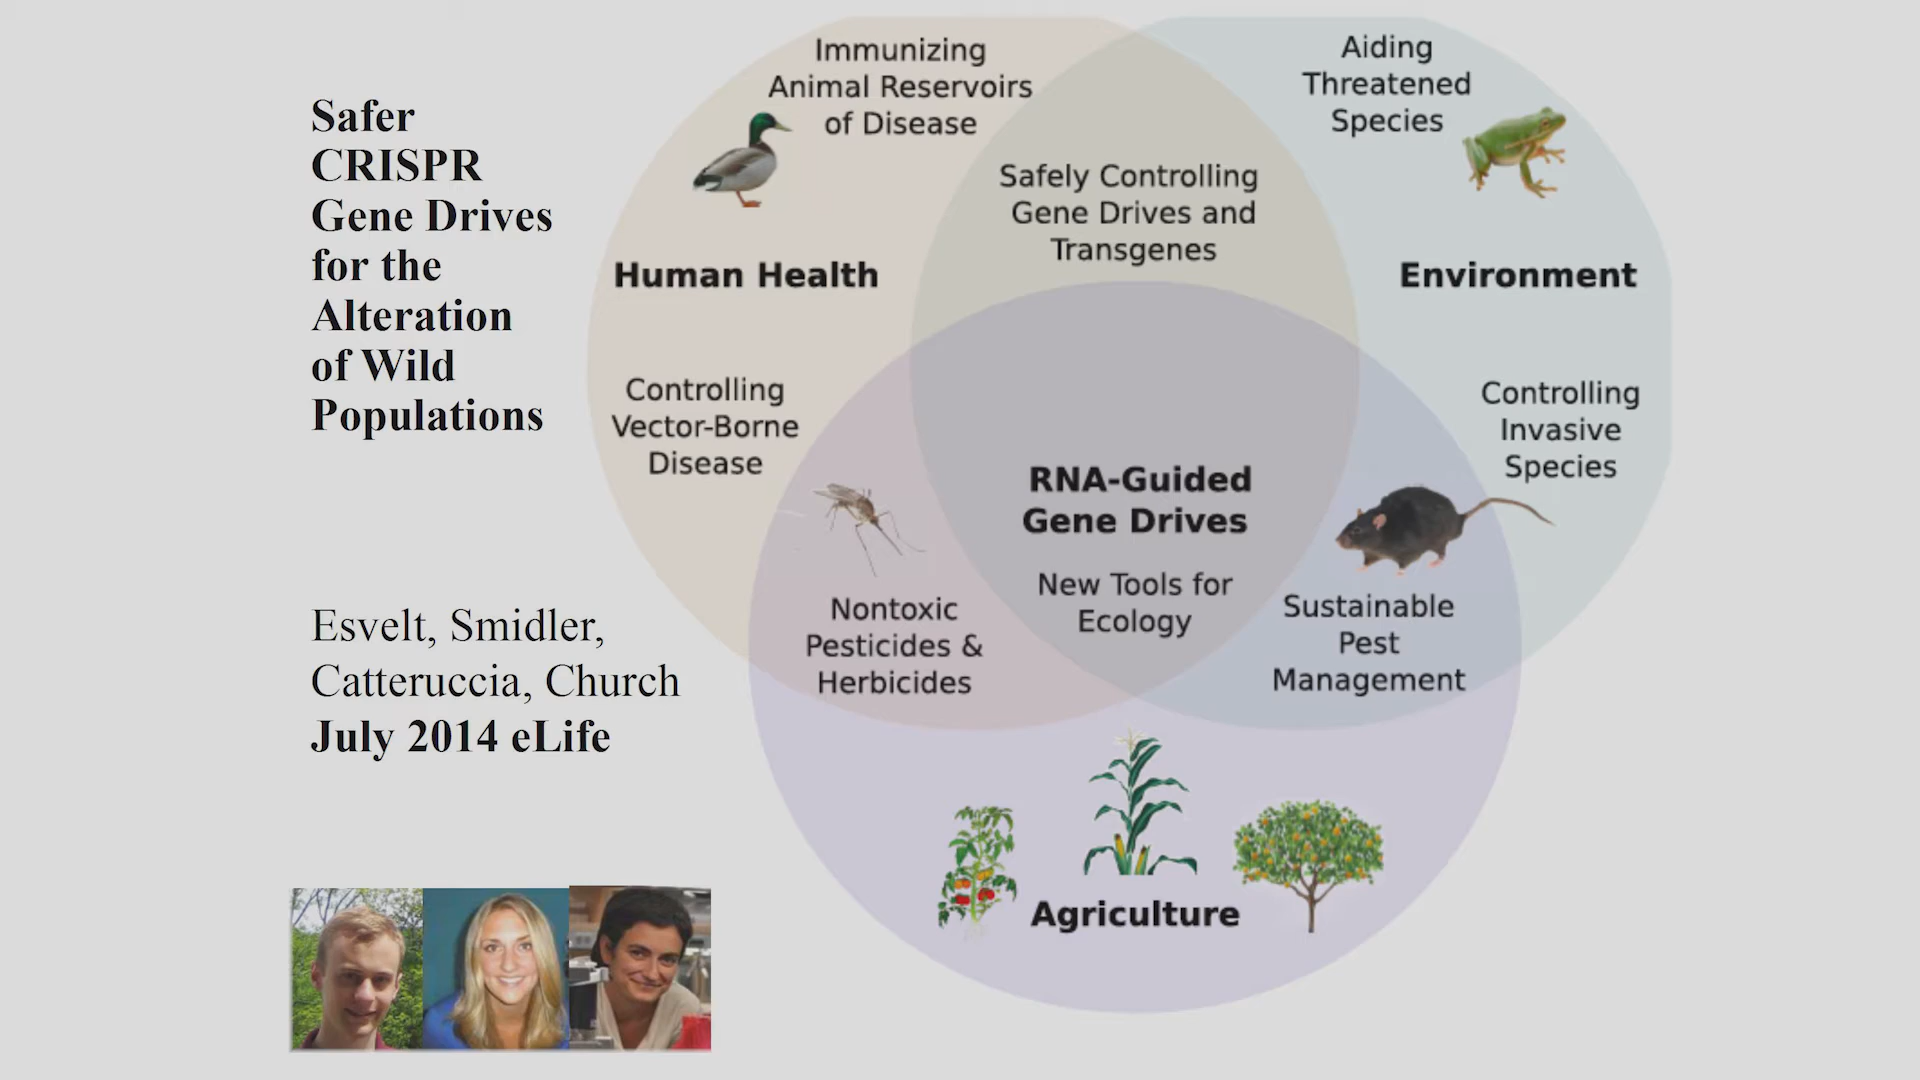 Safer
CRISPR
Gene Drives
for the
Alteration
of Wild
Populations
Esvelt, Smidler,
Catteruccia, Church
July 2014 eLife
Immunizing
Animal Reservoirs
of Disease
Aiding
Threatened
Species
Safely Controlling
Gene Drives and
Transgenes
Human Health
Environment
Controlling
Vector-Borne
Disease
Controlling
Invasive
Species
RNA-Guided
Gene Drives
New Tools for
Ecology
Nontoxic
Pesticides &
Herbicides
Sustainable
Pest
Management
Agriculture